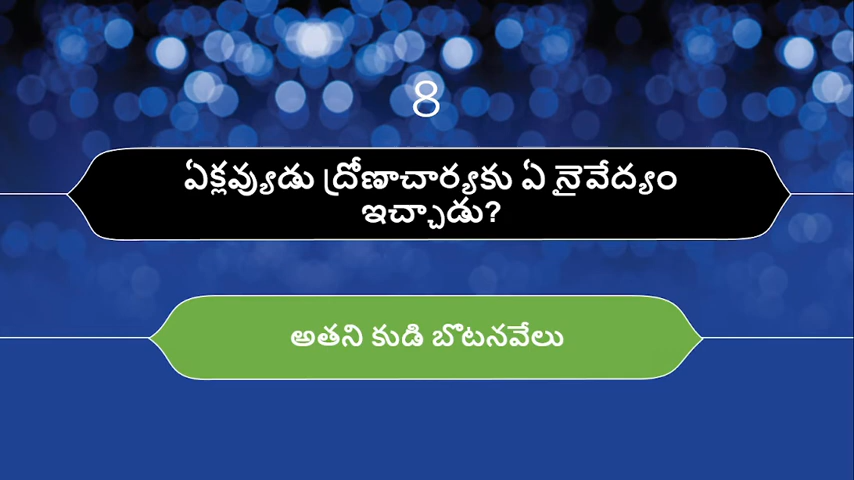 8
ఏక్లవ్యుడు ద్రోణాచార్యకు ఏ నైవేద్యం
ఇచ్చాడు?
అతని కుడి బొటనవేలు